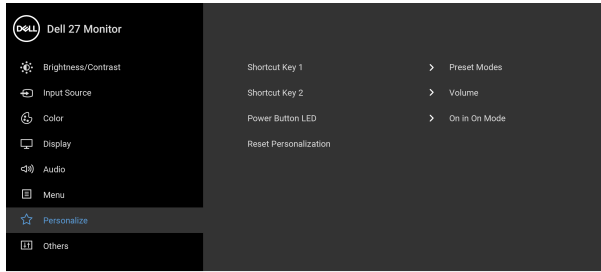 DELL Dell 27 Monitor
Brightness/Contrast
Input Source
Color
Display
Audio
Menu
Personalize
Others
Shortcut Key 1 > Preset Modes
Shortcut Key 2 > Volume
Power Button LED > On in On Mode
Reset Personalization